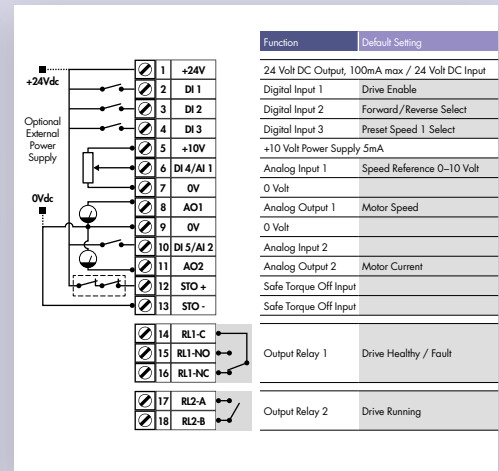 Function Default Setting
+24Vdc
Optional
External
Power
Supply
0Vdc
1 +24V 24 Volt DC Output, 100mA max / 24 Volt DC Input
2 DI 1 Digital Input 1 Drive Enable
3 DI 2 Digital Input 2 Forward/Reverse Select
4 DI 3 Digital Input 3 Preset Speed 1 Select
5 +10V +10 Volt Power Supply 5mA
6 DI 4/AI 1 Analog Input 1 Speed Reference 0–10 Volt
7 0V 0 Volt
8 AO1 Analog Output 1 Motor Speed
9 0V 0 Volt
10 DI 5/AI 2 Analog Input 2
11 AO2 Analog Output 2 Motor Current
12 STO + Safe Torque Off Input
13 STO - Safe Torque Off Input
14 RL1-C
15 RL1-NO Output Relay 1 Drive Healthy / Fault
16 RL1-NC
17 RL2-A
Output Relay 2 Drive Running
18 RL2-B